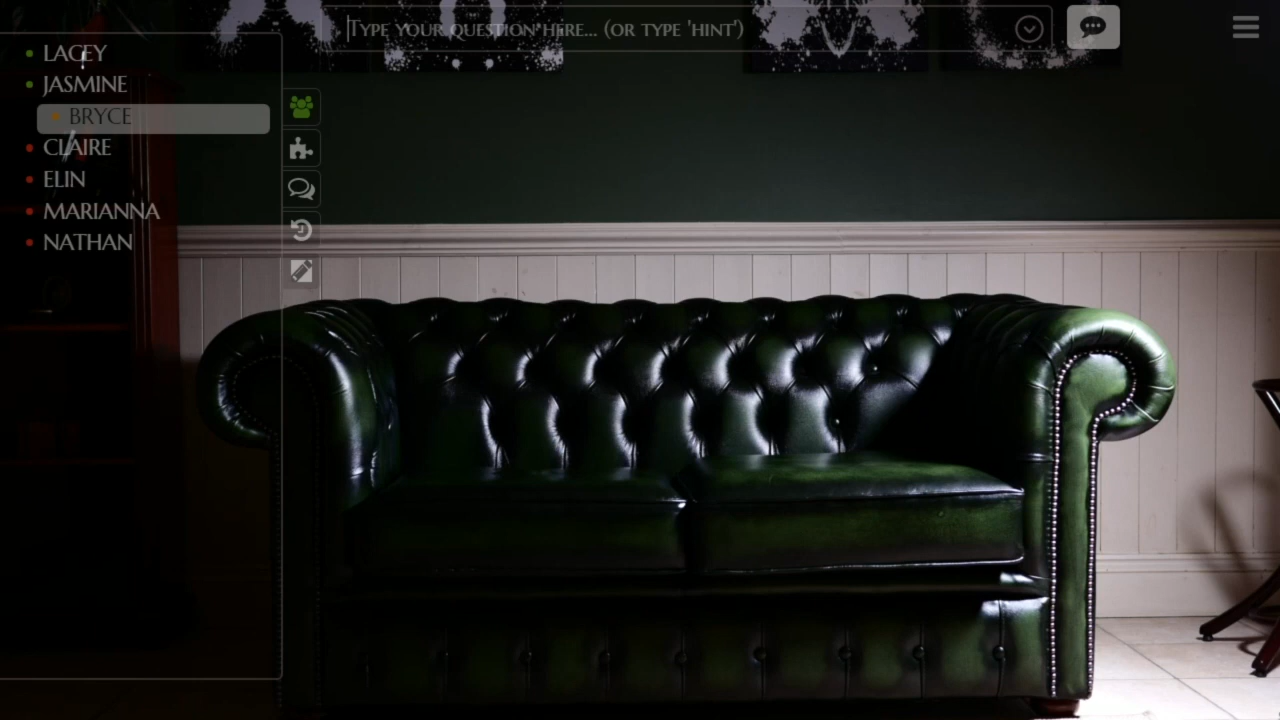 Type your question here... (or type 'hint')
Lacey
Jasmine
Bryce
Claire
Elin
Marianna
Nathan